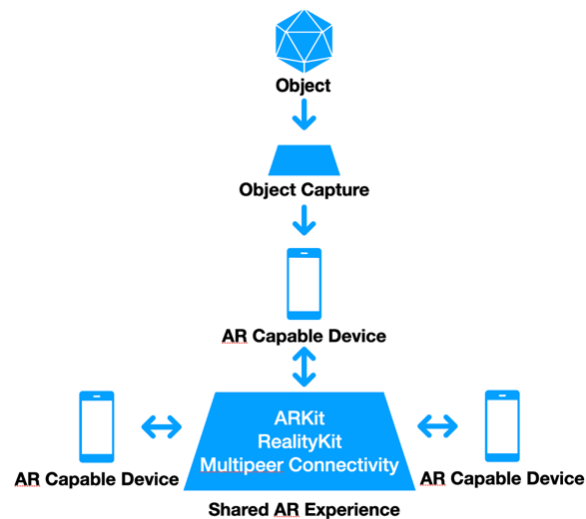 Object
Object Capture
AR Capable Device
ARKit
RealityKit
Multipeer Connectivity
AR Capable Device
AR Capable Device
Shared AR Experience